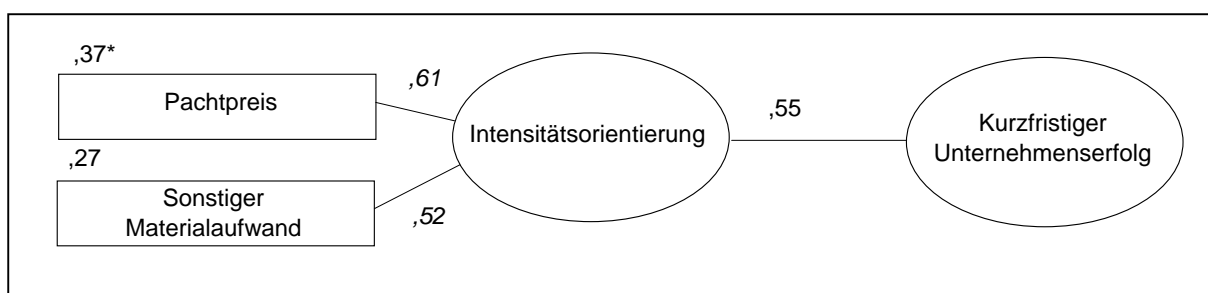 ,37*
Pachtpreis
,61
,27
Sonstiger
Materialaufwand
,52
Intensitätsorientierung
,55
Kurzfristiger
Unternehmenserfolg